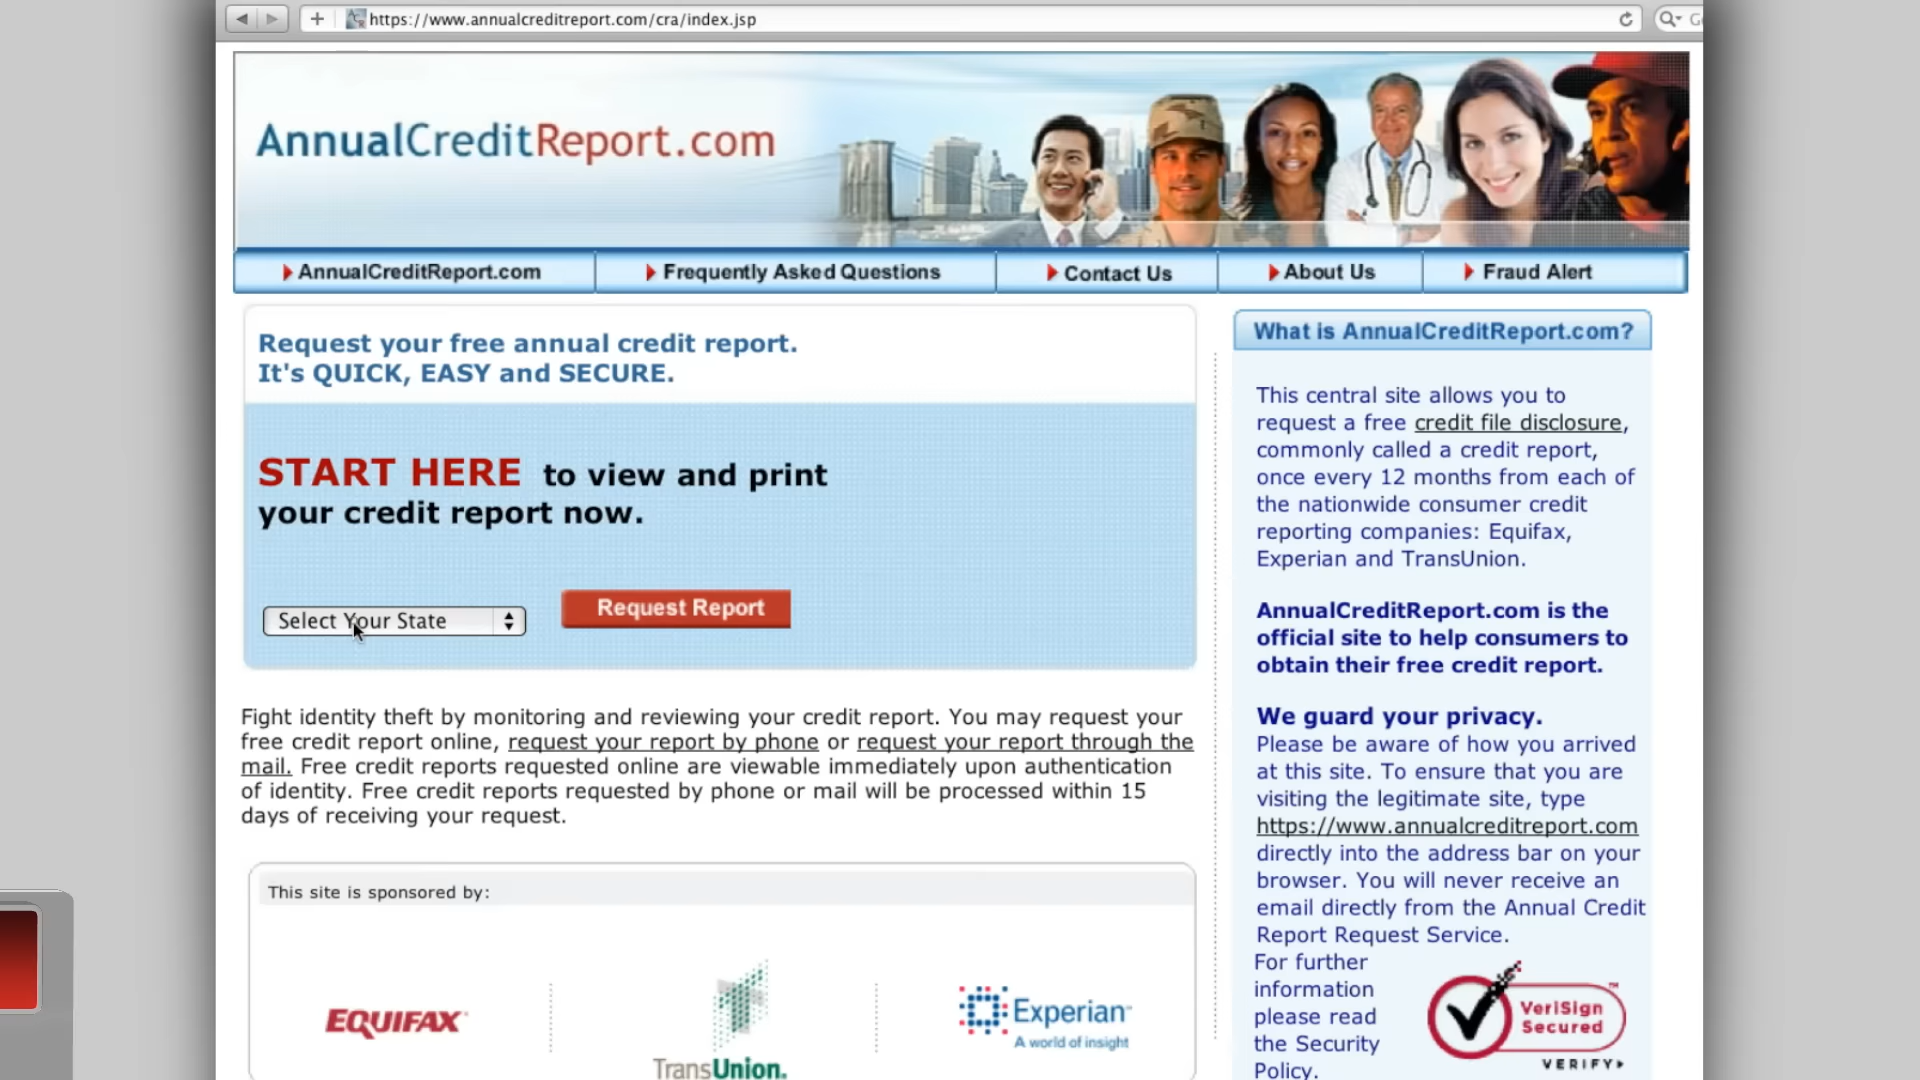 https://www.annualcreditreport.com/cra/index.jsp
AnnualCreditReport.com
AnnualCreditReport.com
Frequently Asked Questions
Contact Us
About Us
Fraud Alert
Request your free annual credit report.
It's QUICK, EASY and SECURE.
START HERE to view and print
your credit report now.
Select Your State
Request Report
Fight identity theft by monitoring and reviewing your credit report. You may request your
free credit report online, request your report by phone or request your report through the
mail. Free credit reports requested online are viewable immediately upon authentication
of identity. Free credit reports requested by phone or mail will be processed within 15
days of receiving your request.
This site is sponsored by:
EQUIFAX
TransUnion.
Experian
A world of insight
What is AnnualCreditReport.com?
This central site allows you to
request a free credit file disclosure,
commonly called a credit report,
once every 12 months from each of
the nationwide consumer credit
reporting companies: Equifax,
Experian and TransUnion.
AnnualCreditReport.com is the
official site to help consumers to
obtain their free credit report.
We guard your privacy.
Please be aware of how you arrived
at this site. To ensure that you are
visiting the legitimate site, type
https://www.annualcreditreport.com
directly into the address bar on your
browser. You will never receive an
email directly from the Annual Credit
Report Request Service.
For further
information
please read
the Security
Policy.
VeriSign
Secured
VERIFY